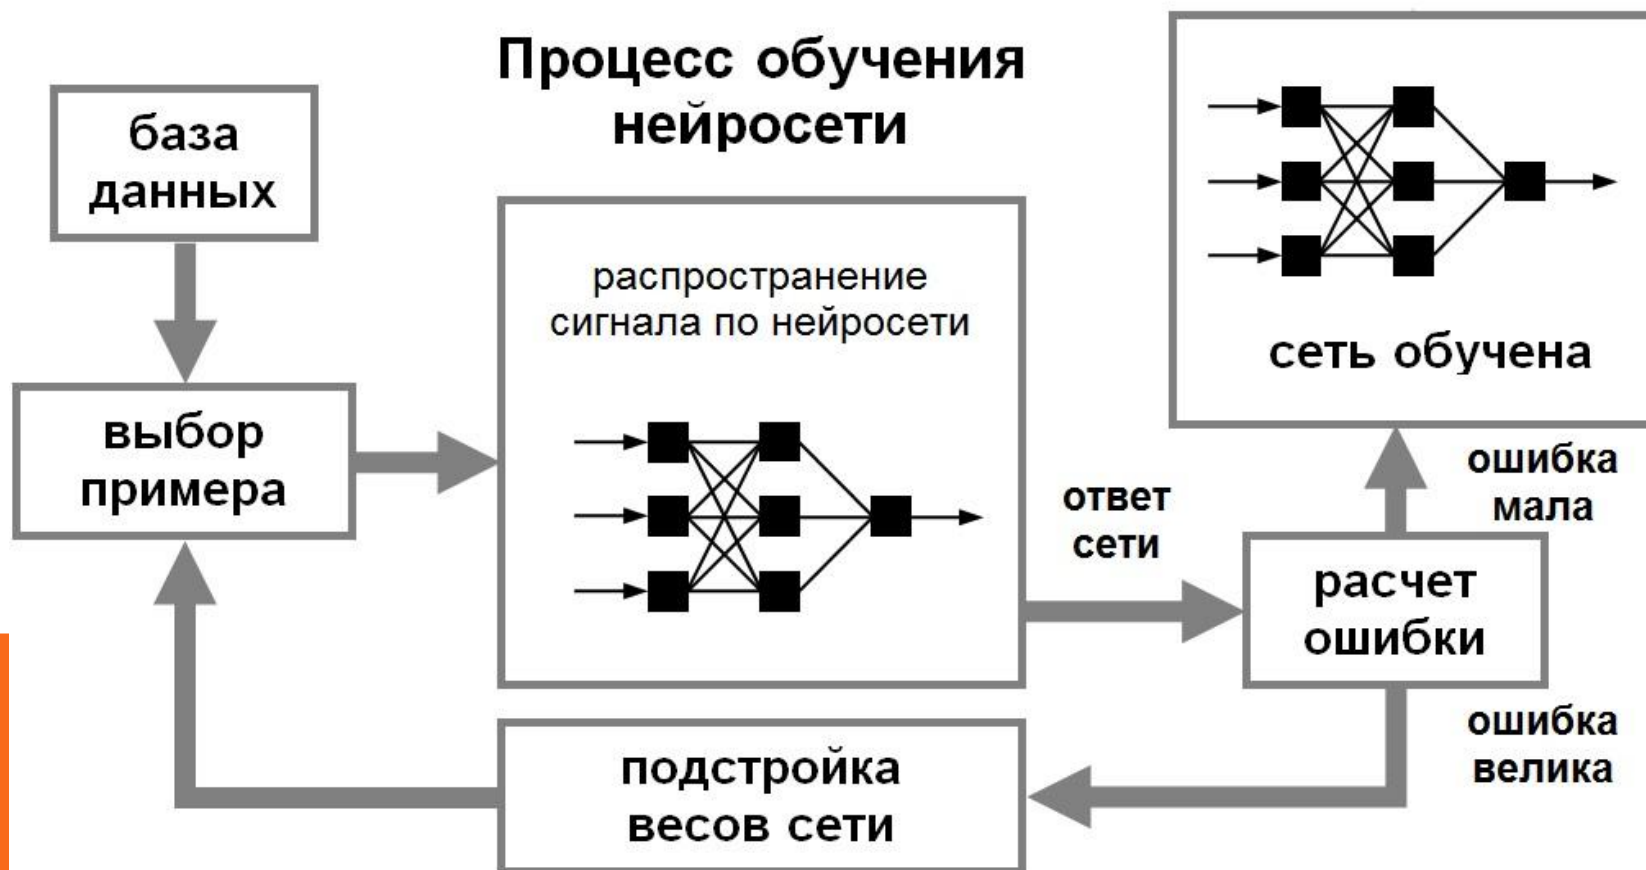 Процесс обучения
нейросети
база
данных
выбор
примера
распространение
сигнала по нейросети
ответ
сети
расчет
ошибки
ошибка
мала
сеть обучена
ошибка
велика
подстройка
весов сети